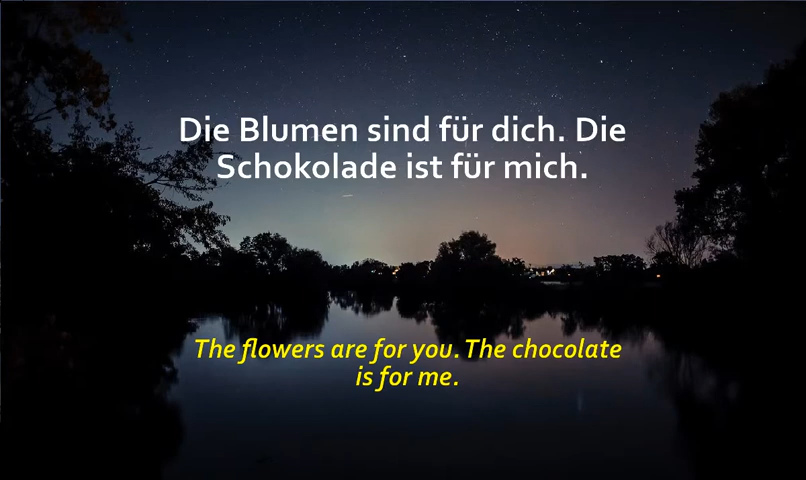 Die Blumen sind für dich. Die
Schokolade ist für mich.
The flowers are for you. The chocolate
is for me.